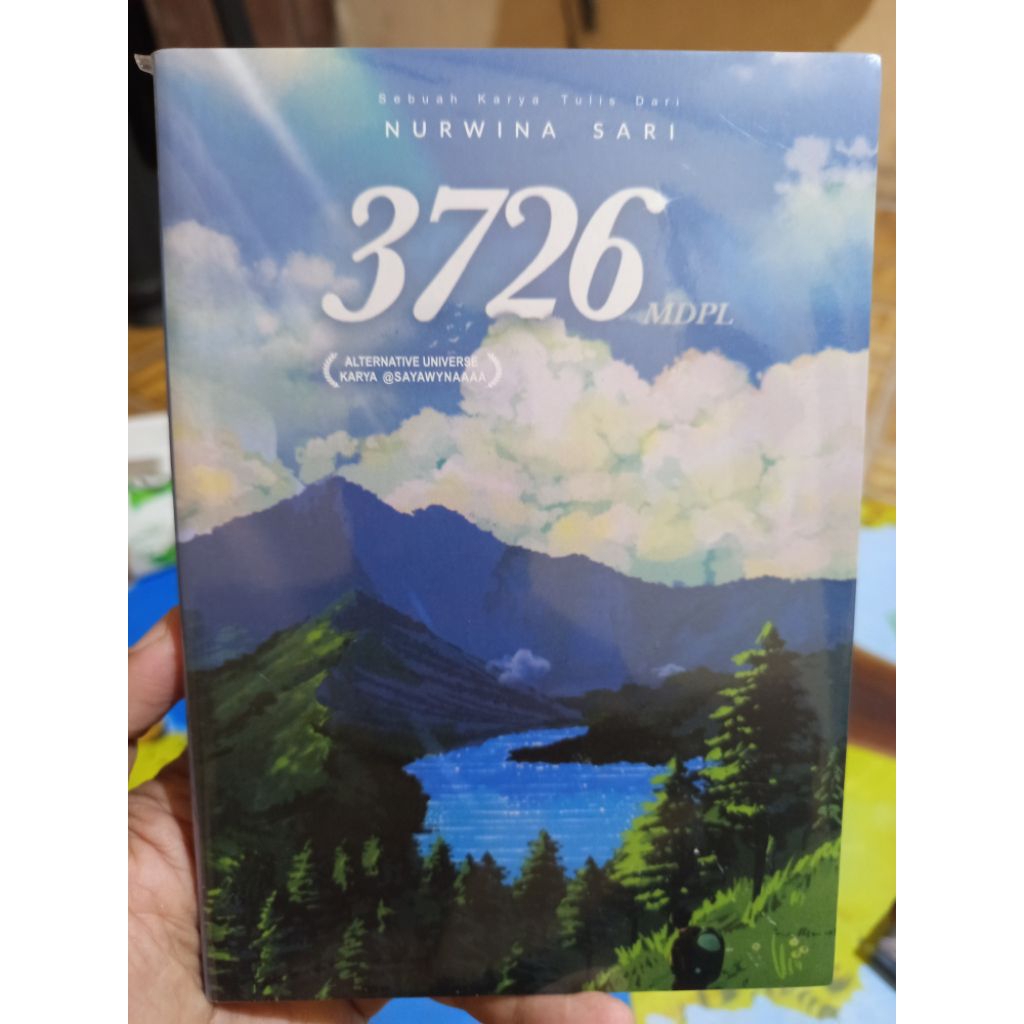 Sebuah Karya Tulis Dari
NURWINA SARI
3726
MDPL
ALTERNATIVE UNIVERSE
KARYA @SAYAWYNAAAA